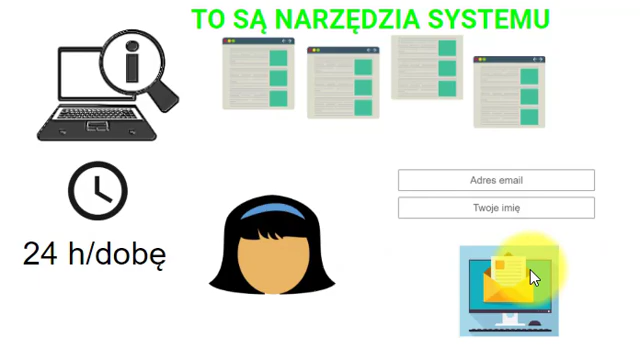 TO SĄ NARZĘDZIA SYSTEMU
Adres email
Twoje imię
24 h/dobę